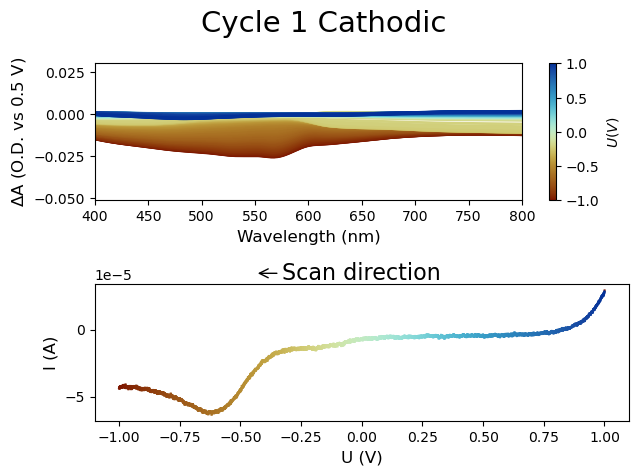 Cycle 1 Cathodic
ΔA (O.D. vs 0.5 V)
0.025
0.000
−0.025
−0.050
400 450 500 550 600 650 700 750 800
Wavelength (nm)
1.0
0.5
0.0
−0.5
−1.0
U(V)
1e−5
Scan direction
I (A)
0
−5
−1.00 −0.75 −0.50 −0.25 0.00 0.25 0.50 0.75 1.00
U (V)